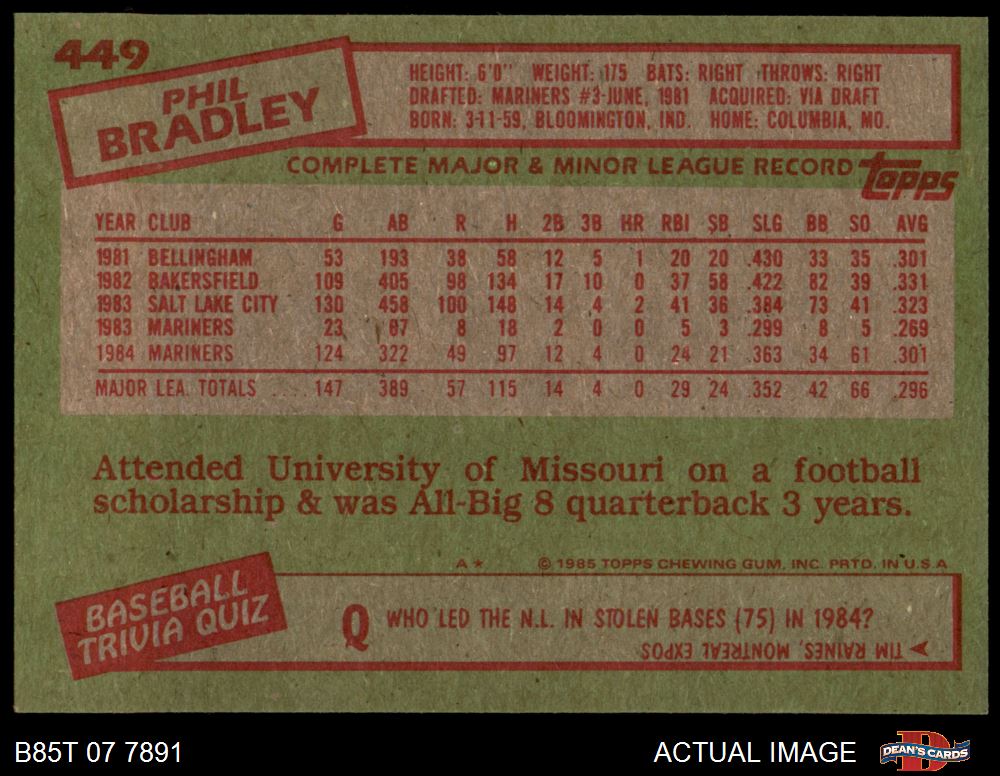 449
PHIL
BRADLEY
HEIGHT: 6'0" WEIGHT: 175 BATS: RIGHT THROWS: RIGHT
DRAFTED: MARINERS #3-JUNE, 1981 ACQUIRED: VIA DRAFT
BORN: 3-11-59, BLOOMINGTON, IND. HOME: COLUMBIA, MO.
COMPLETE MAJOR & MINOR LEAGUE RECORD topps
YEAR CLUB G AB R H 2B 3B HR RBI SB SLG BB SO AVG
1981 BELLINGHAM 53 193 38 58 12 5 1 20 20 .430 33 35 .301
1982 BAKERSFIELD 109 405 98 134 17 10 0 37 58 .422 82 39 .331
1983 SALT LAKE CITY 130 458 100 148 14 4 2 41 36 .384 73 41 .323
1983 MARINERS 23 67 8 18 2 0 0 5 3 .299 8 5 .269
1984 MARINERS 124 322 49 97 12 4 0 24 21 .363 34 61 .301
MAJOR LEA. TOTALS .... 147 389 57 115 14 4 0 29 24 .352 42 66 .296
Attended University of Missouri on a football
scholarship & was All-Big 8 quarterback 3 years.
A* © 1985 TOPPS CHEWING GUM, INC. PRTD. IN U.S.A
BASEBALL
TRIVIA QUIZ
Q WHO LED THE N.L. IN STOLEN BASES (75) IN 1984?
TIM RAINES, MONTREAL EXPOS
B85T 07 7891
ACTUAL IMAGE
D
DEAN'S CARDS